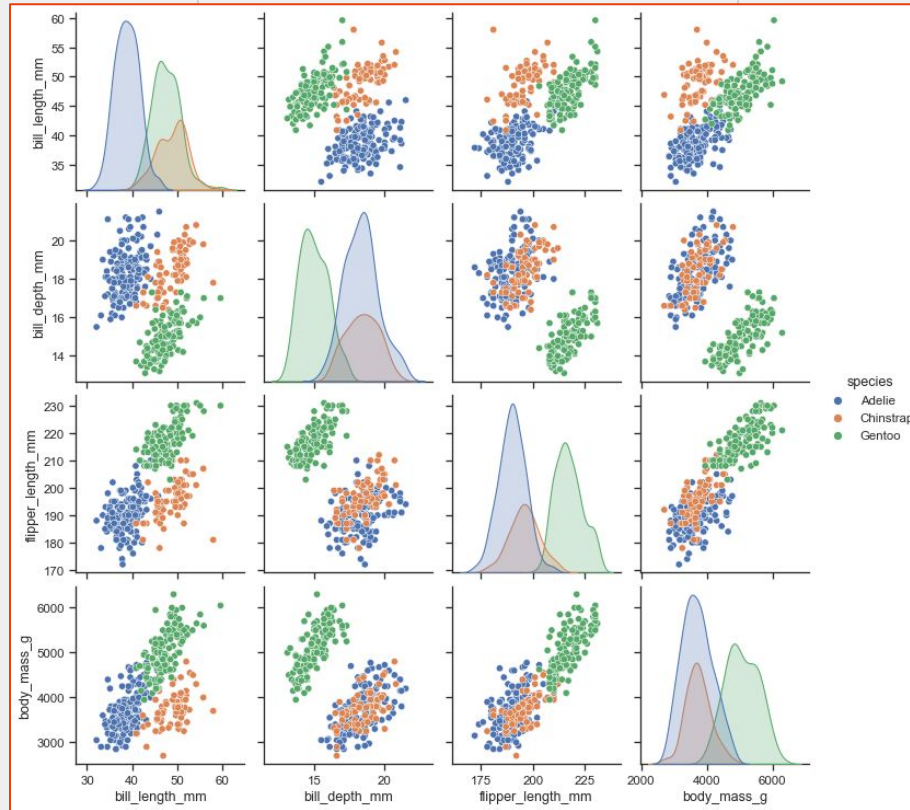 60
55
50
45
40
35
bill_length_mm
20
18
16
14
bill_depth_mm
species
Adelie
Chinstrap
Gentoo
230
220
210
200
190
180
170
flipper_length_mm
6000
5000
4000
3000
body_mass_g
30 40 50 60 15 20 175 200 225 2000 4000 6000
bill_length_mm bill_depth_mm flipper_length_mm body_mass_g